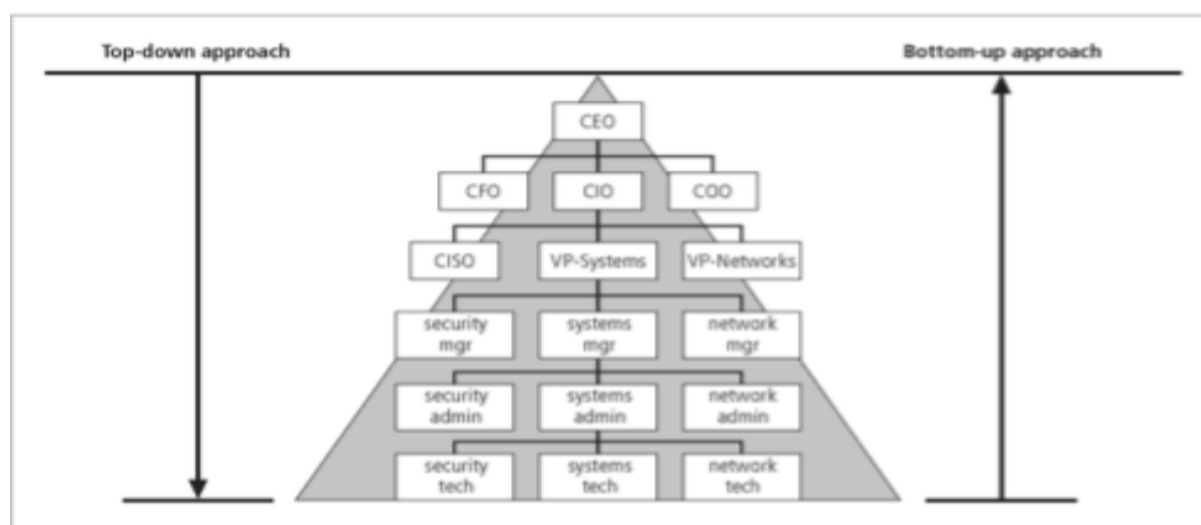 Top-down approach
Bottom-up approach
CEO
CFO
CIO
COO
CISO
VP-Systems
VP-Networks
security
mgr
systems
mgr
network
mgr
security
admin
systems
admin
network
admin
security
tech
systems
tech
network
tech